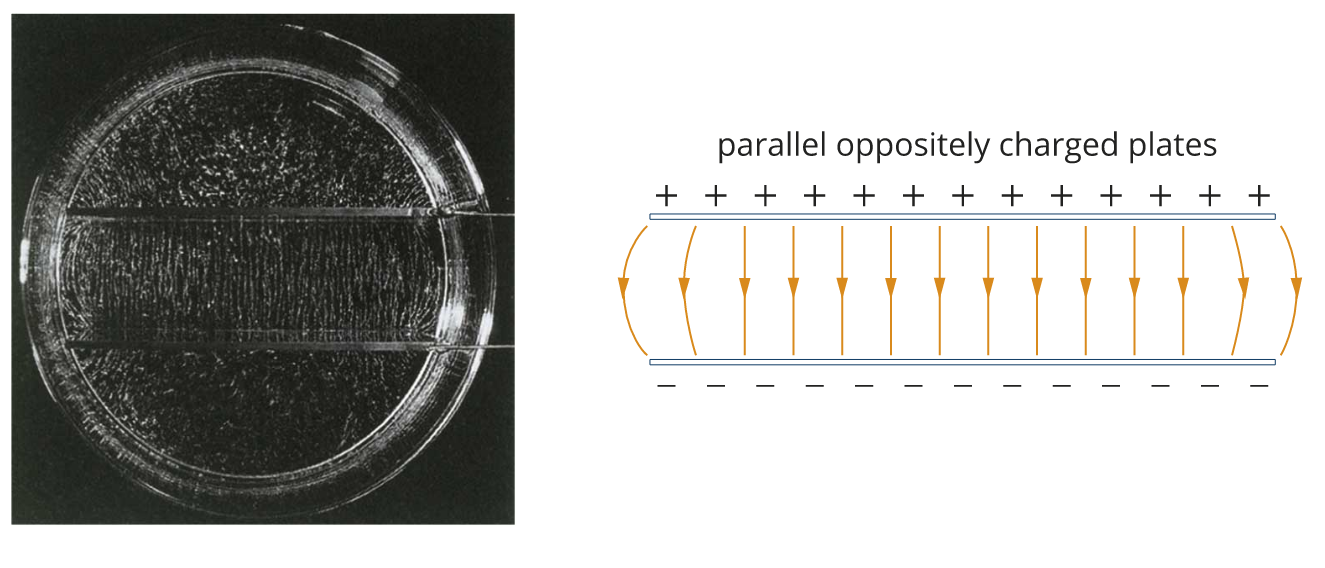 parallel oppositely charged plates
+ + + + + + + + + + + + +
− − − − − − − − − − − − −